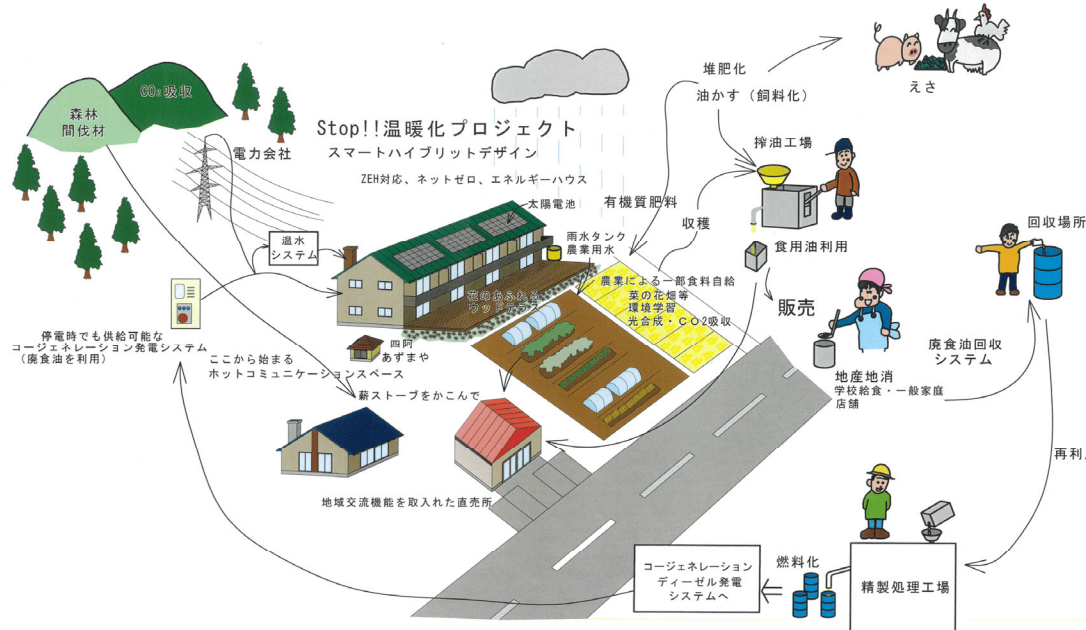 Stop!!温暖化プロジェクト
スマートハイブリットデザイン
ZEH対応、ネットゼロ、エネルギーハウス
CO₂吸収
森林
間伐材
電力会社
温水
システム
太陽電池
雨水タンク
農業用水
有機質肥料
堆肥化
油かす(飼料化)
えさ
搾油工場
収穫
食用油利用
回収場所
農業による一部食料自給
菜の花畑等
環境学習
光合成・CO2吸収
花のあふれる
ウッドテラス
販売
停電時でも供給可能な
コージェネレーション発電システム
(廃食油を利用)
四阿
あずまや
ここから始まる
ホットコミュニケーションスペース
薪ストーブをかこんで
廃食油回収
システム
地産地消
学校給食・一般家庭
店舗
地域交流機能を取入れた直売所
再利
コージェネレーション
ディーゼル発電
システムへ
燃料化
精製処理工場